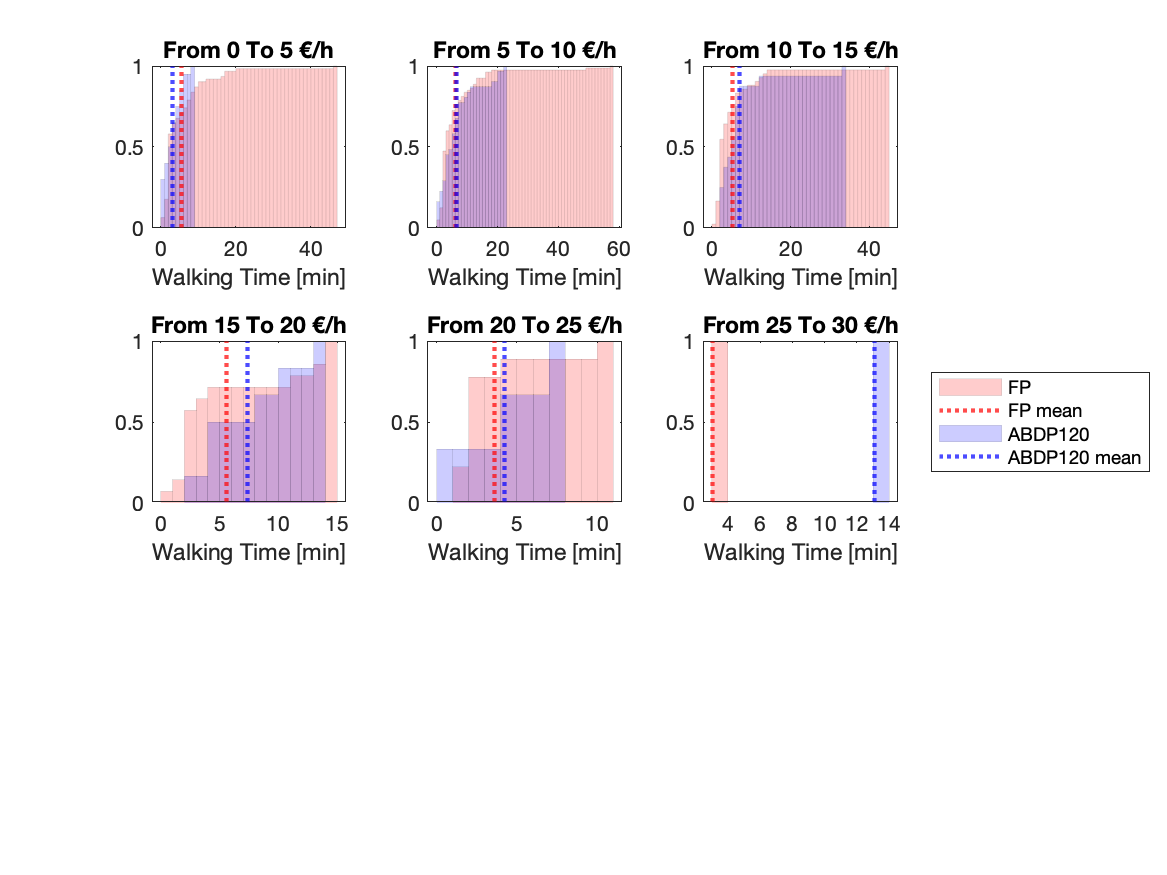 From 0 To 5 €/h
From 5 To 10 €/h
From 10 To 15 €/h
1
0.5
0
0 20 40
Walking Time [min]
1
0.5
0
0 20 40 60
Walking Time [min]
1
0.5
0
0 20 40
Walking Time [min]
From 15 To 20 €/h
From 20 To 25 €/h
From 25 To 30 €/h
1
0.5
0
0 5 10 15
Walking Time [min]
1
0.5
0
0 5 10
Walking Time [min]
1
0.5
0
4 6 8 10 12 14
Walking Time [min]
FP
FP mean
ABDP120
ABDP120 mean